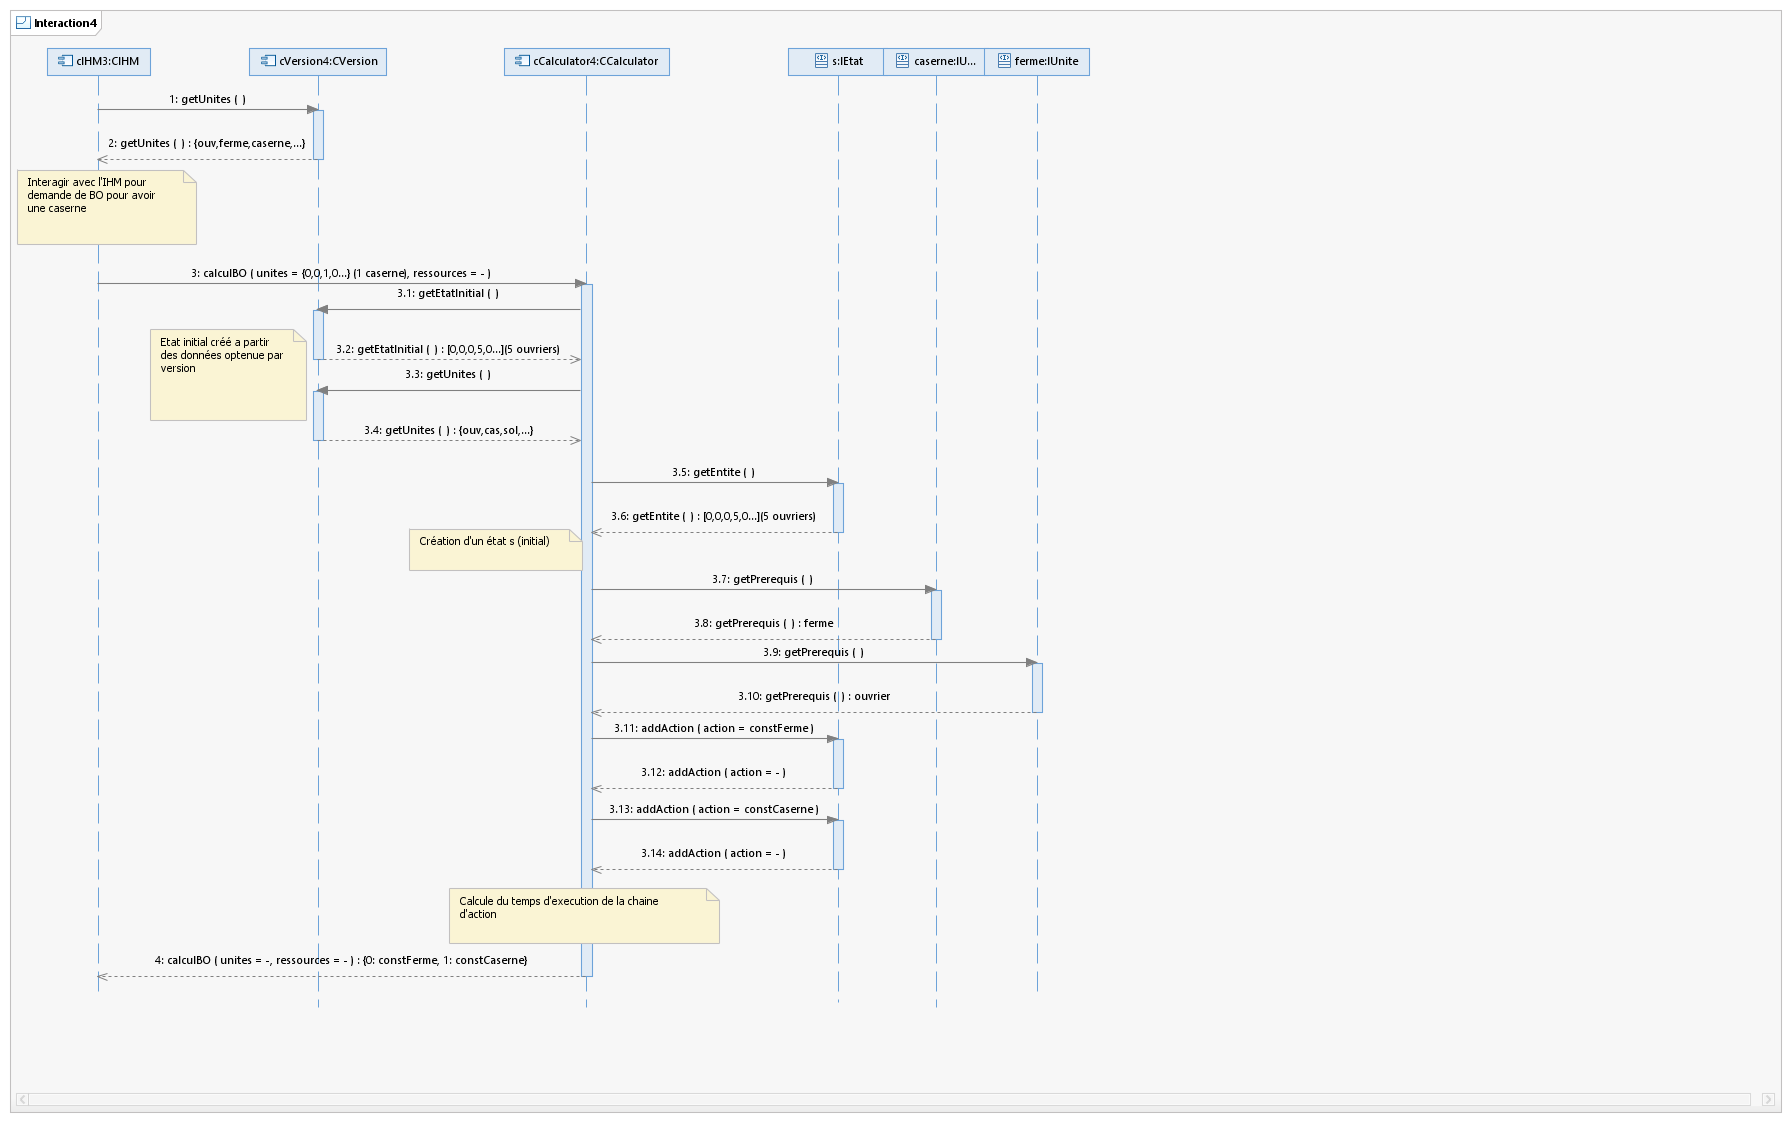 Interaction4
cIHM3:CIHM
cVersion4:CVersion
cCalculator4:CCalculator
s:IEtat
caserne:IU...
ferme:IUnite
1: getUnites ( )
2: getUnites ( ) : {ouv,ferme,caserne,...}
Interagir avec l'IHM pour
demande de BO pour avoir
une caserne
3: calculBO ( unites = {0,0,1,0...} (1 caserne), ressources = - )
3.1: getEtatInitial ( )
Etat initial créé a partir
des données optenue par
version
3.2: getEtatInitial ( ) : [0,0,0,5,0...](5 ouvriers)
3.3: getUnites ( )
3.4: getUnites ( ) : {ouv,cas,sol,...}
3.5: getEntite ( )
3.6: getEntite ( ) : [0,0,0,5,0...](5 ouvriers)
Création d'un état s (initial)
3.7: getPrerequis ( )
3.8: getPrerequis ( ) : ferme
3.9: getPrerequis ( )
3.10: getPrerequis ( ) : ouvrier
3.11: addAction ( action = constFerme )
3.12: addAction ( action = - )
3.13: addAction ( action = constCaserne )
3.14: addAction ( action = - )
Calcule du temps d'execution de la chaine
d'action
4: calculBO ( unites = -, ressources = - ) : {0: constFerme, 1: constCaserne}